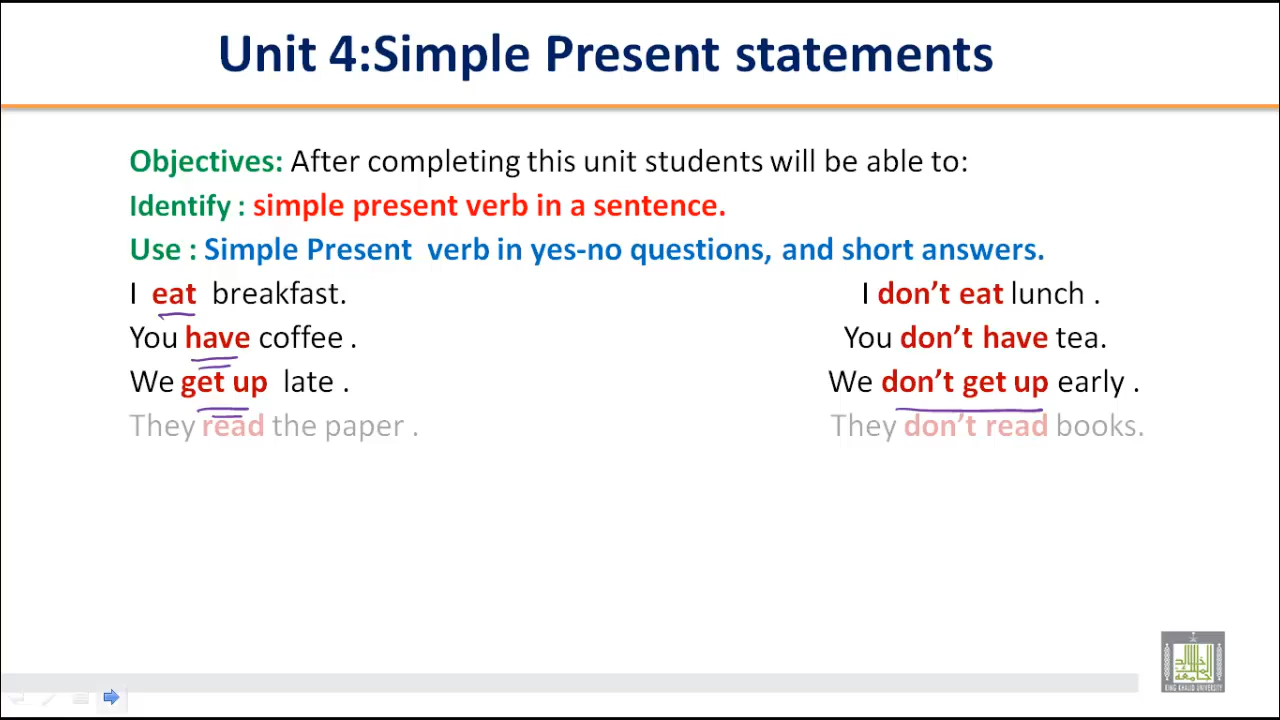 Unit 4:Simple Present statements
Objectives: After completing this unit students will be able to:
Identify : simple present verb in a sentence.
Use : Simple Present verb in yes-no questions, and short answers.
I eat breakfast. I don’t eat lunch .
You have coffee . You don’t have tea.
We get up late . We don’t get up early .
They read the paper . They don’t read books.
KING KHALID UNIVERSITY